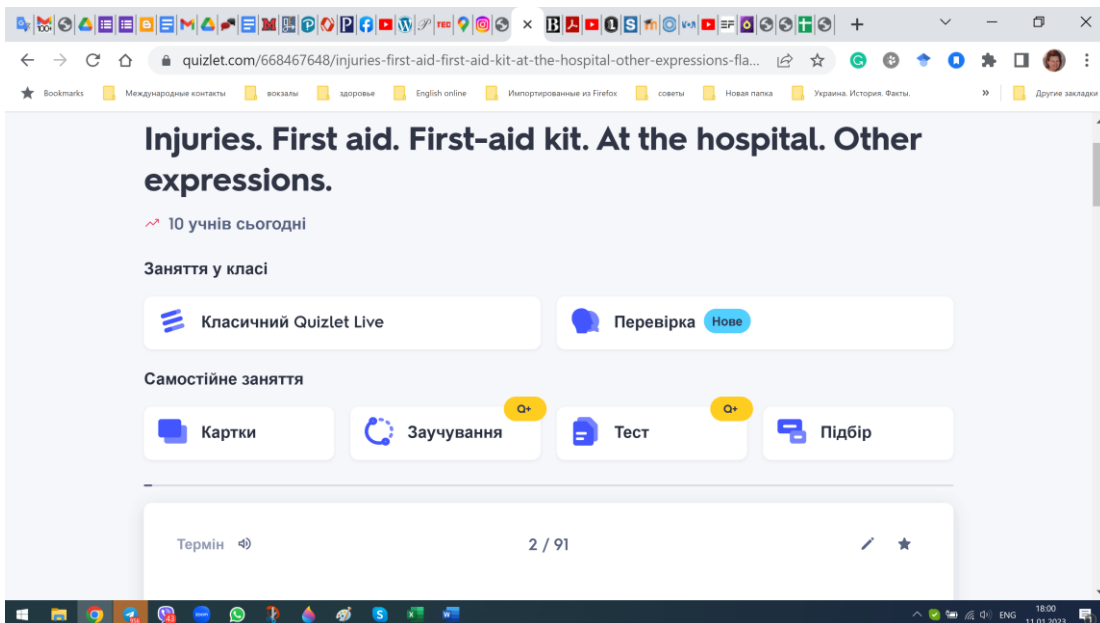 quizlet.com/668467648/injuries-first-aid-first-aid-kit-at-the-hospital-other-expressions-fla...
Bookmarks Международные контакты вокзалы здоровье English online Импортированные из Firefox советы Новая папка Украина. История. Факты. » Другие закладки
Injuries. First aid. First-aid kit. At the hospital. Other
expressions.
10 учнів сьогодні
Заняття у класі
Класичний Quizlet Live Перевірка Нове
Самостійне заняття
Q+ Q+
Картки Заучування Тест Підбір
Термін 2 / 91
ENG 18:00
11.01.2023